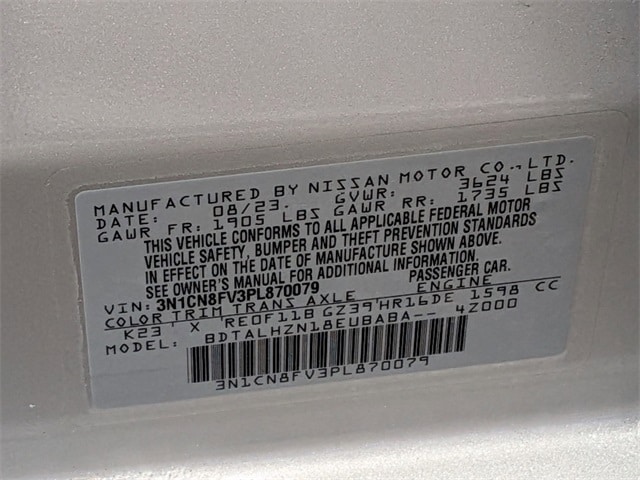 MANUFACTURED BY NISSAN MOTOR CO.,LTD.
DATE: 08/23. GVWR: 3624 LBS
GAWR FR: 1905 LBS GAWR RR: 1735 LBS
THIS VEHICLE CONFORMS TO ALL APPLICABLE FEDERAL MOTOR
VEHICLE SAFETY, BUMPER AND THEFT PREVENTION STANDARDS
IN EFFECT ON THE DATE OF MANUFACTURE SHOWN ABOVE.
SEE OWNER'S MANUAL FOR ADDITIONAL INFORMATION.
VIN: 3N1CN8FV3PL870079 PASSENGER CAR.
COLOR TRIM TRANS AXLE ENGINE
K23 X RE0F11B GZ39 HR16DE 1598 CC
MODEL: BDTALHZN18EUBABA-- 4Z000
3N1CN8FV3PL870079